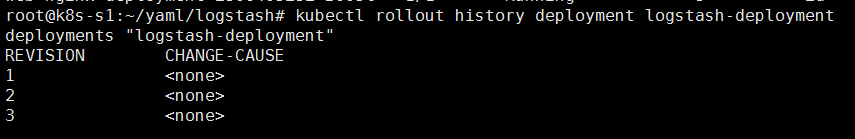 root@k8s-s1:~/yaml/logstash# kubectl rollout history deployment logstash-deployment
deployments "logstash-deployment"
REVISION CHANGE-CAUSE
1 <none>
2 <none>
3 <none>